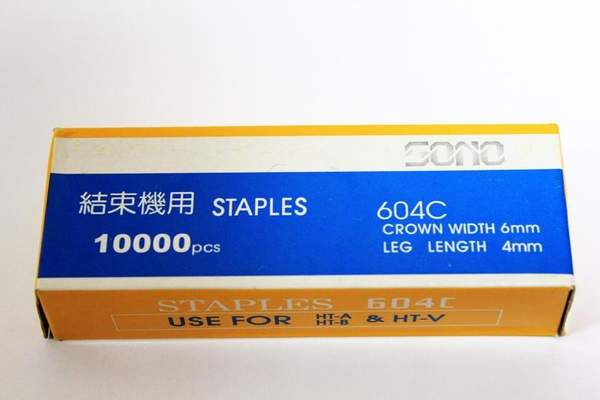 SONO
結束機用 STAPLES
10000pcs
604C
CROWN WIDTH 6mm
LEG LENGTH 4mm
STAPLES 604C
USE FOR HT-A HT-B & HT-V